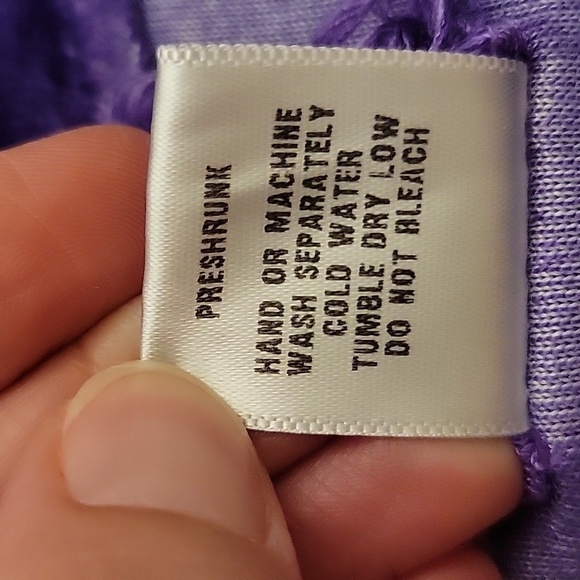 PRESHRUNK
HAND OR MACHINE
WASH SEPARATELY
COLD WATER
TUMBLE DRY LOW
DO NOT BLEACH